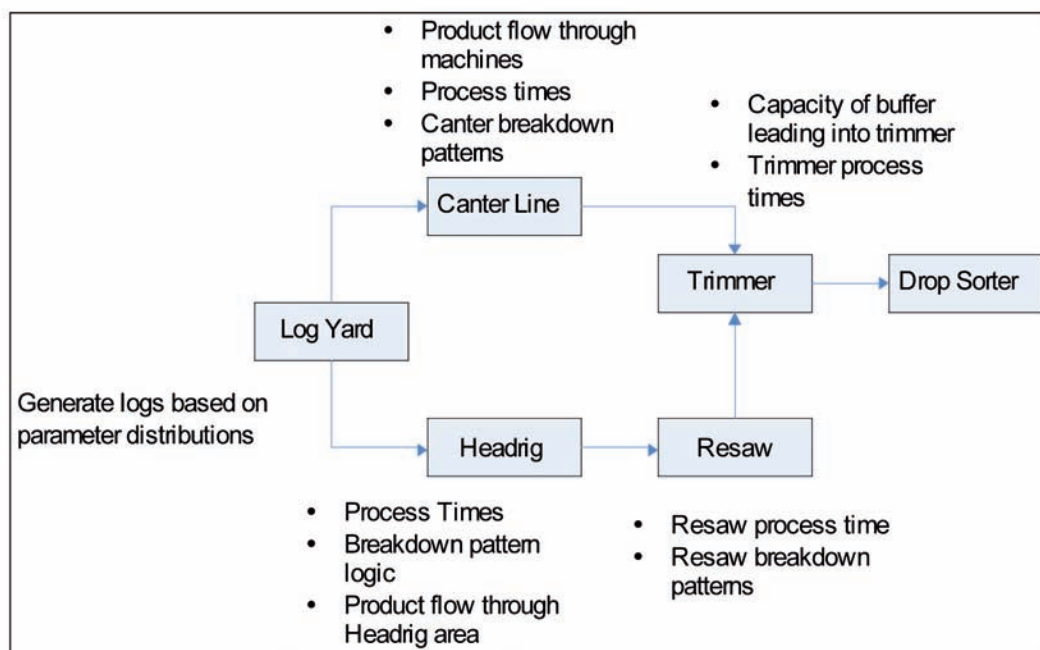 • Product flow through
machines
• Process times
• Canter breakdown
patterns
• Capacity of buffer
leading into trimmer
• Trimmer process
times
Canter Line
Trimmer
Drop Sorter
Log Yard
Generate logs based on
parameter distributions
Headrig
Resaw
• Process Times
• Breakdown pattern
logic
• Product flow through
Headrig area
• Resaw process time
• Resaw breakdown
patterns